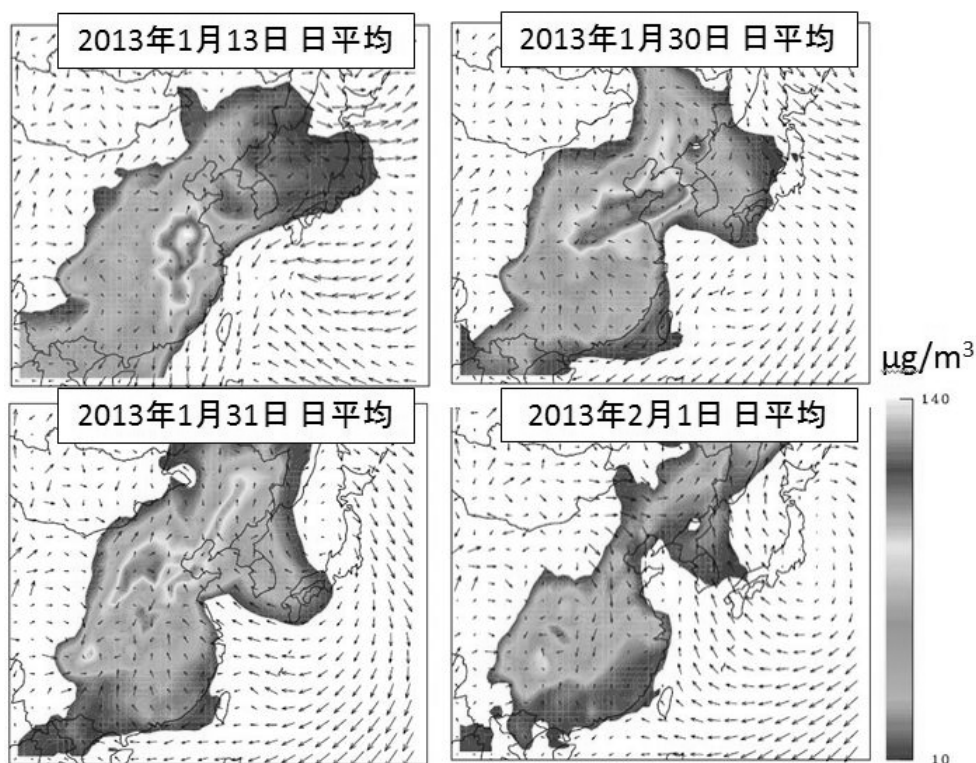 2013年1月13日 日平均
2013年1月30日 日平均
2013年1月31日 日平均
2013年2月1日 日平均
μg/m³
140
10